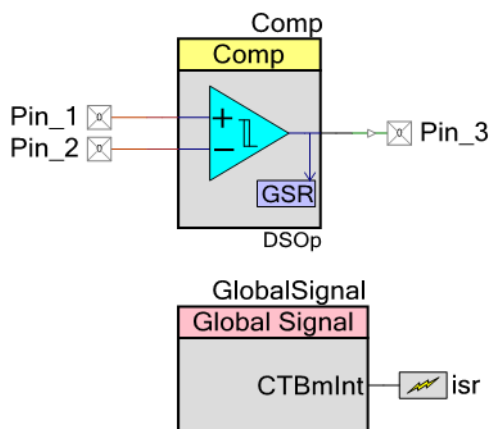 Comp
Comp
Pin_1
Pin_2
Pin_3
GSR
DSOp
GlobalSignal
Global Signal
CTBmInt
isr